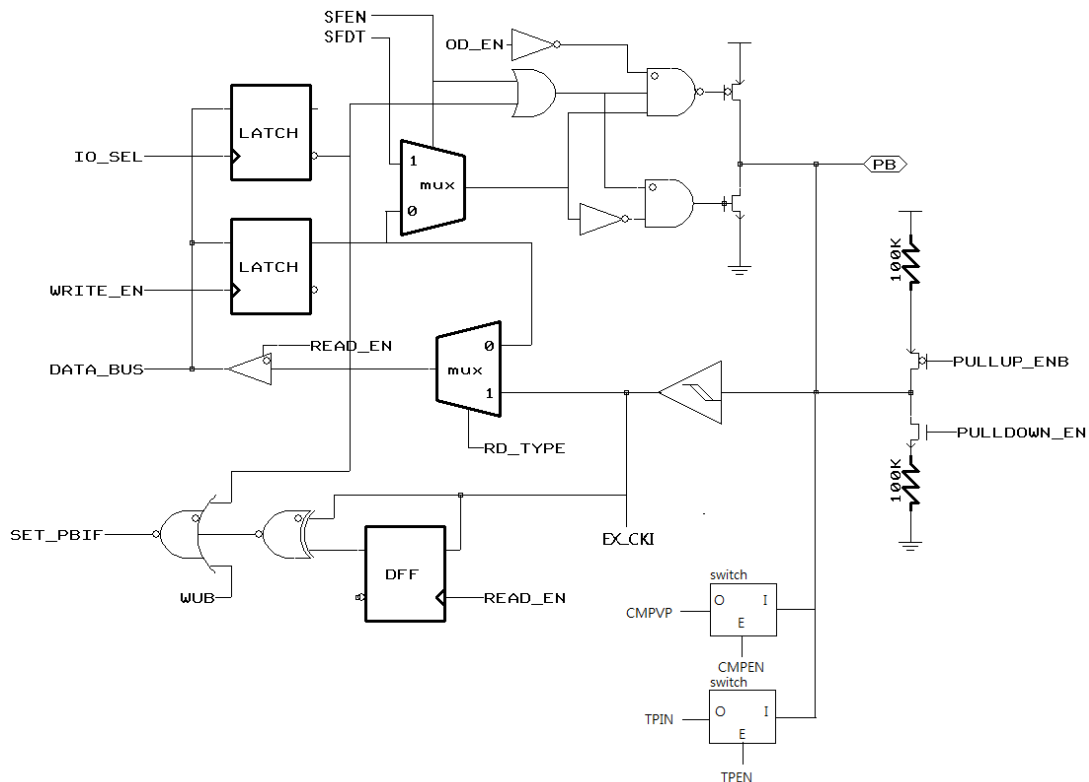 SFEN
SFDT
OD_EN
LATCH
IO_SEL
1
mux
0
PB
LATCH
WRITE_EN
100K
READ_EN
DATA_BUS
0
mux
1
PULLUP_ENB
PULLDOWN_EN
RD_TYPE
100K
SET_PBIF
EX_CKI
DFF
WUB
READ_EN
switch
CMPVP
O
I
E
CMPEN
switch
TPIN
O
I
E
TPEN